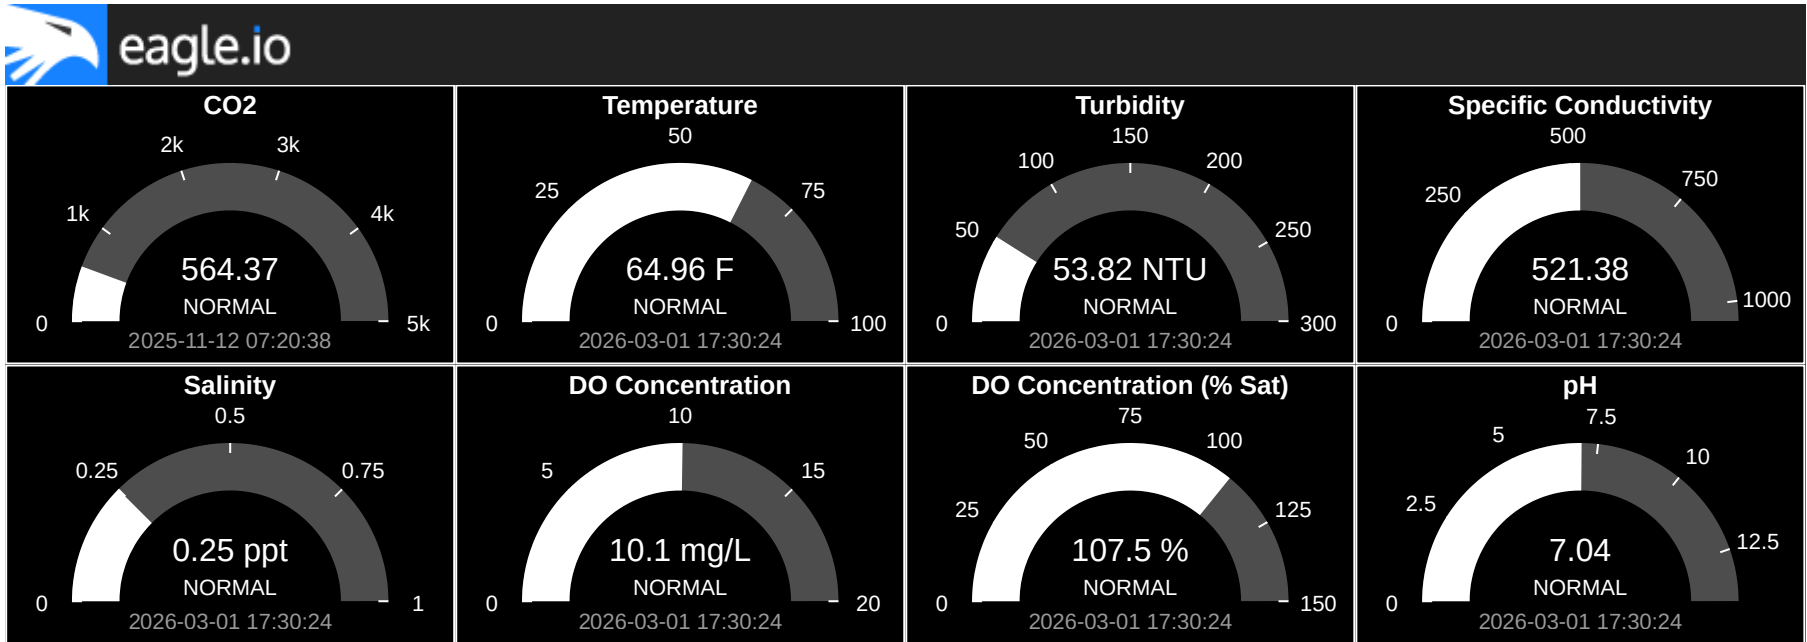 eagle.io
CO2
0
1k
2k
3k
4k
5k
564.37
NORMAL
2025-11-12 07:20:38
Temperature
0
25
50
75
100
64.96 F
NORMAL
2026-03-01 17:30:24
Turbidity
0
50
100
150
200
250
300
53.82 NTU
NORMAL
2026-03-01 17:30:24
Specific Conductivity
0
250
500
750
1000
521.38
NORMAL
2026-03-01 17:30:24
Salinity
0
0.25
0.5
0.75
1
0.25 ppt
NORMAL
2026-03-01 17:30:24
DO Concentration
0
5
10
15
20
10.1 mg/L
NORMAL
2026-03-01 17:30:24
DO Concentration (% Sat)
0
25
50
75
100
125
150
107.5 %
NORMAL
2026-03-01 17:30:24
pH
0
2.5
5
7.5
10
12.5
7.04
NORMAL
2026-03-01 17:30:24